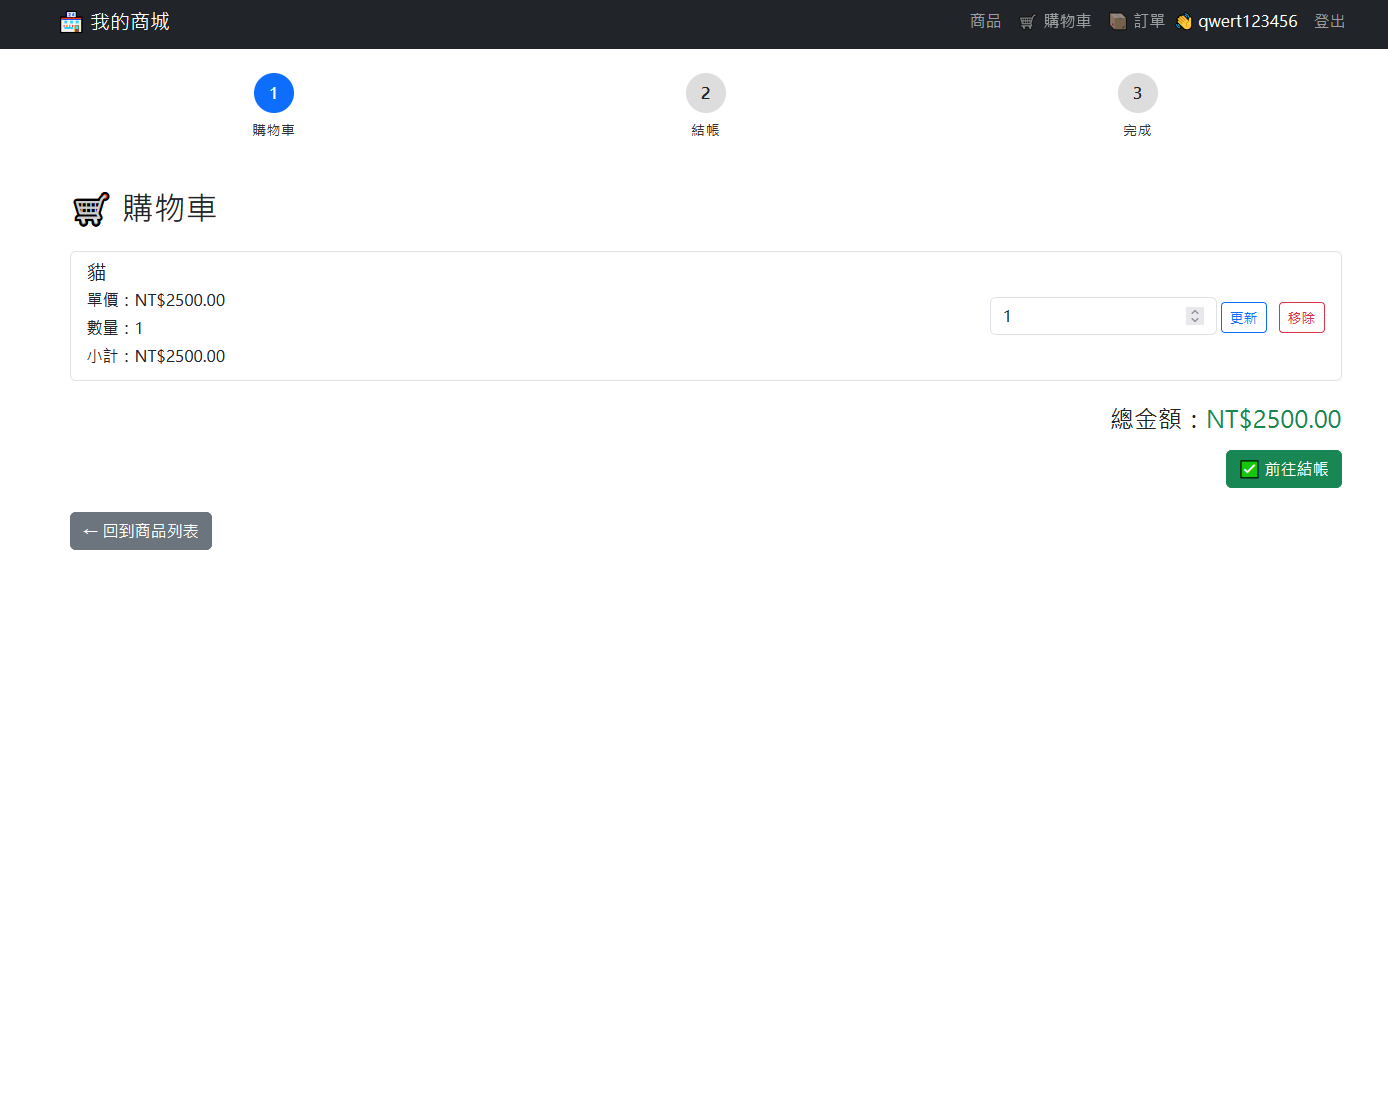 我的商城
商品 購物車 訂單 qwert123456 登出
1 2 3
購物車 結帳 完成
購物車
貓
單價：NT$2500.00
數量：1
小計：NT$2500.00
1 更新 移除
總金額：NT$2500.00
前往結帳
← 回到商品列表